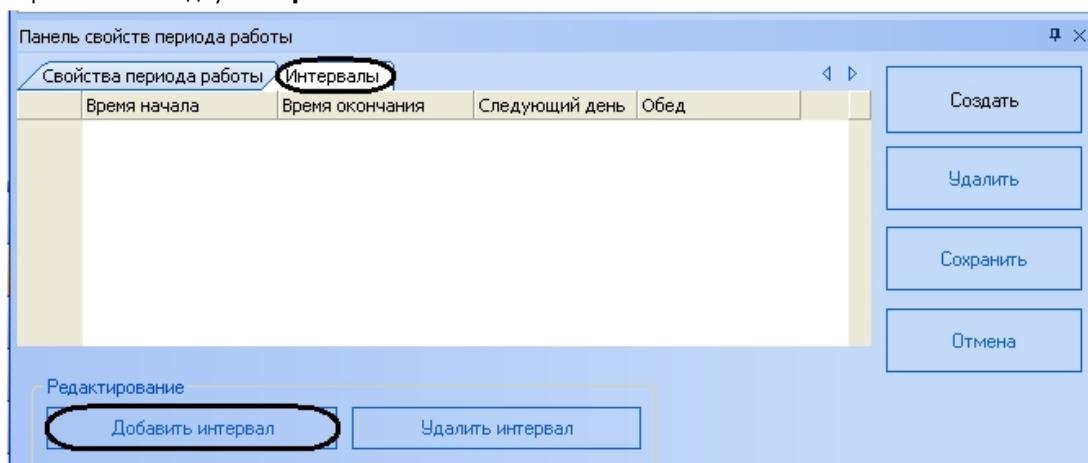 Панель свойств периода работы
Свойства периода работы Интервалы
Время начала Время окончания Следующий день Обед
Создать
Удалить
Сохранить
Отмена
Редактирование
Добавить интервал Удалить интервал